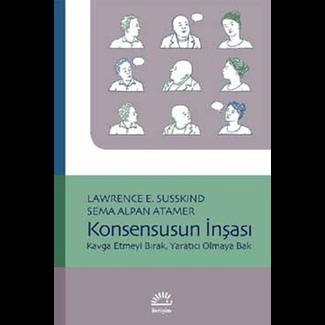 LAWRENCE E. SUSSKIND
SEMA ALPAN ATAMER
Konsensusun İnşası
Kavga Etmeyi Bırak, Yaratıcı Olmaya Bak
iletişim